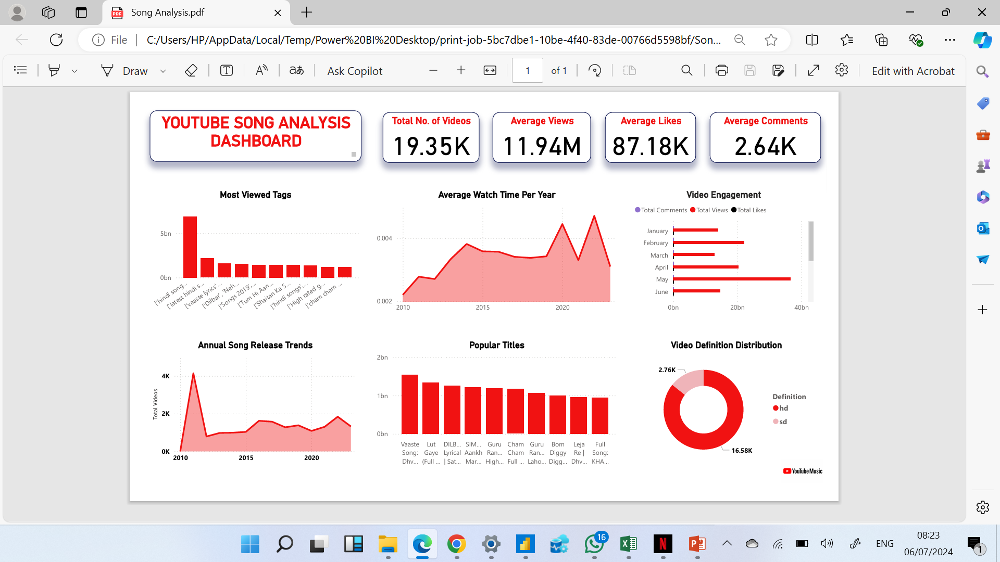 Song Analysis.pdf
File
C:/Users/HP/AppData/Local/Temp/Power%20BI%20Desktop/print-job-5bc7dbe1-10be-4f40-83de-00766d5598bf/Son...
Draw
Ask Copilot
1
of 1
Edit with Acrobat
YOUTUBE SONG ANALYSIS
DASHBOARD
Total No. of Videos
19.35K
Average Views
11.94M
Average Likes
87.18K
Average Comments
2.64K
Most Viewed Tags
5bn
0bn
['hindi song...
['latest hindi s...
['vaaste lyrics'...
['Dilbar', 'Neh...
['Songs 2019',...
['Tum Hi Aan...
['Shaitan Ka S...
['hindi songs',...
['High rated g...
['cham cham ...
Average Watch Time Per Year
0.004
0.002
2010
2015
2020
Video Engagement
Total Comments
Total Views
Total Likes
January
February
March
April
May
June
0bn
20bn
40bn
Annual Song Release Trends
Total Videos
4K
2K
0K
2010
2015
2020
Popular Titles
2bn
1bn
0bn
Vaaste
Song:
Dhv...
Lut
Gaye
(Full ...
DILB...
Lyrical
| Sat...
SIM...
Aankh
Mar...
Guru
Ran...
High...
Cham
Cham
Full ...
Guru
Ran...
Laho...
Bom
Diggy
Digg...
Leja
Re |
Dhv...
Full
Song:
KHA...
Video Definition Distribution
2.76K
16.58K
Definition
hd
sd
YouTube Music
16
ENG
08:23
06/07/2024
1